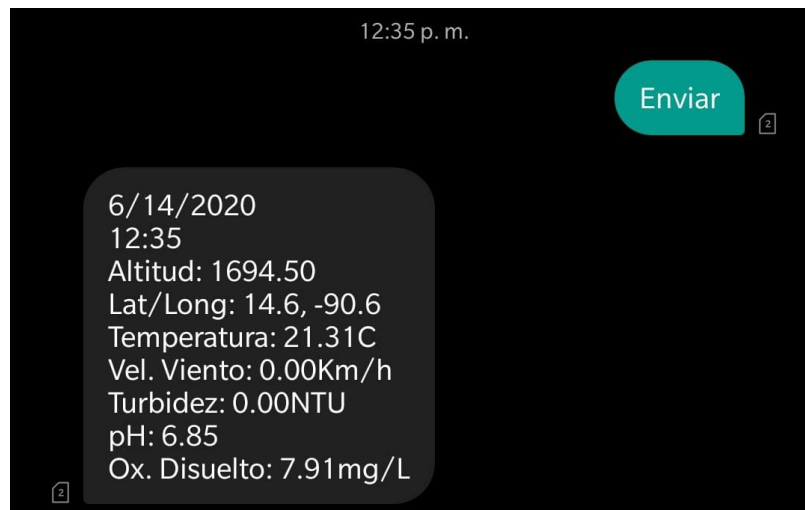 12:35 p. m.
Enviar
2
6/14/2020
12:35
Altitud: 1694.50
Lat/Long: 14.6, -90.6
Temperatura: 21.31C
Vel. Viento: 0.00Km/h
Turbidez: 0.00NTU
pH: 6.85
Ox. Disuelto: 7.91mg/L
2